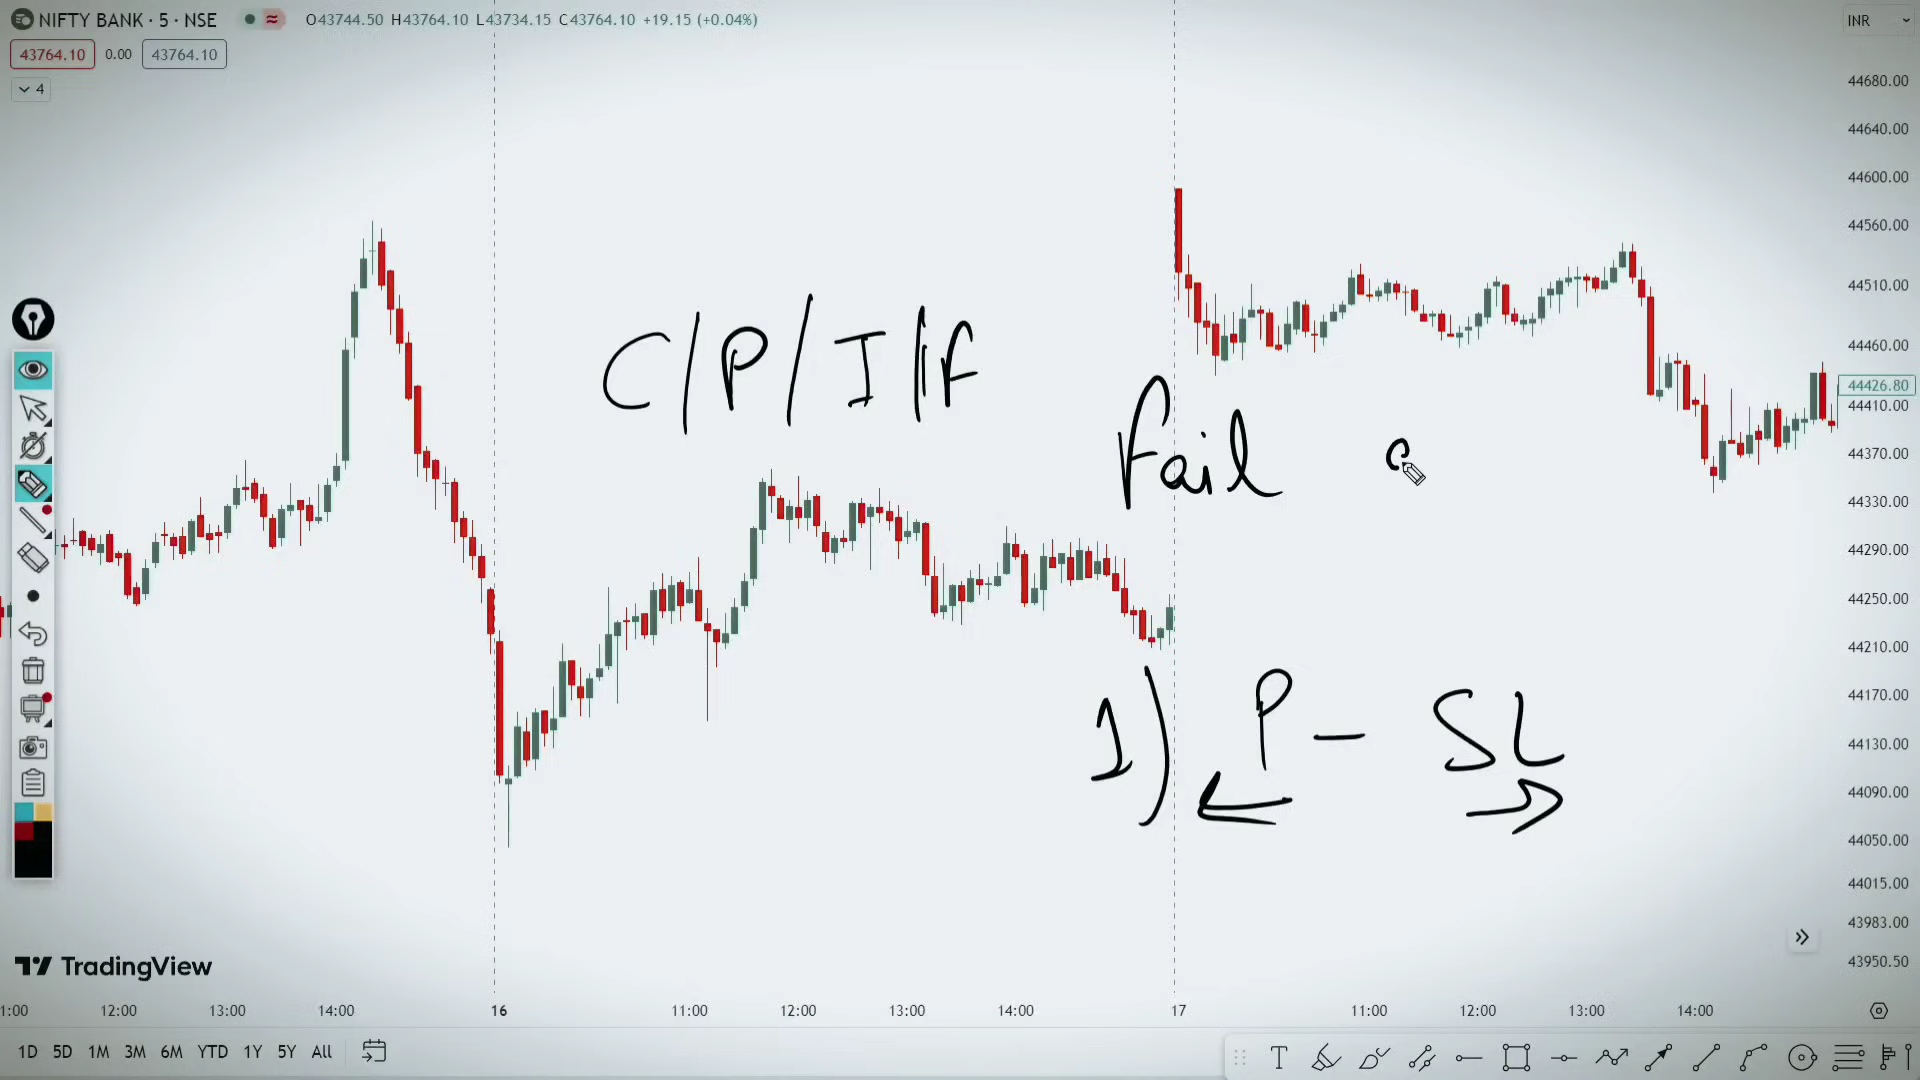 NIFTY BANK · 5 · NSE O43744.50 H43764.10 L43734.15 C43764.10 +19.15 (+0.04%)
INR
43764.10 0.00 43764.10
4
44680.00
44640.00
44600.00
44560.00
44510.00
44460.00
44426.80
44410.00
44370.00
44330.00
44290.00
44250.00
44210.00
44170.00
44130.00
44090.00
44050.00
44015.00
43983.00
43950.50
C/P/I/F
Fail
1) P - SL
TradingView
1:00 12:00 13:00 14:00 16 11:00 12:00 13:00 14:00 17 11:00 12:00 13:00 14:00
1D 5D 1M 3M 6M YTD 1Y 5Y All